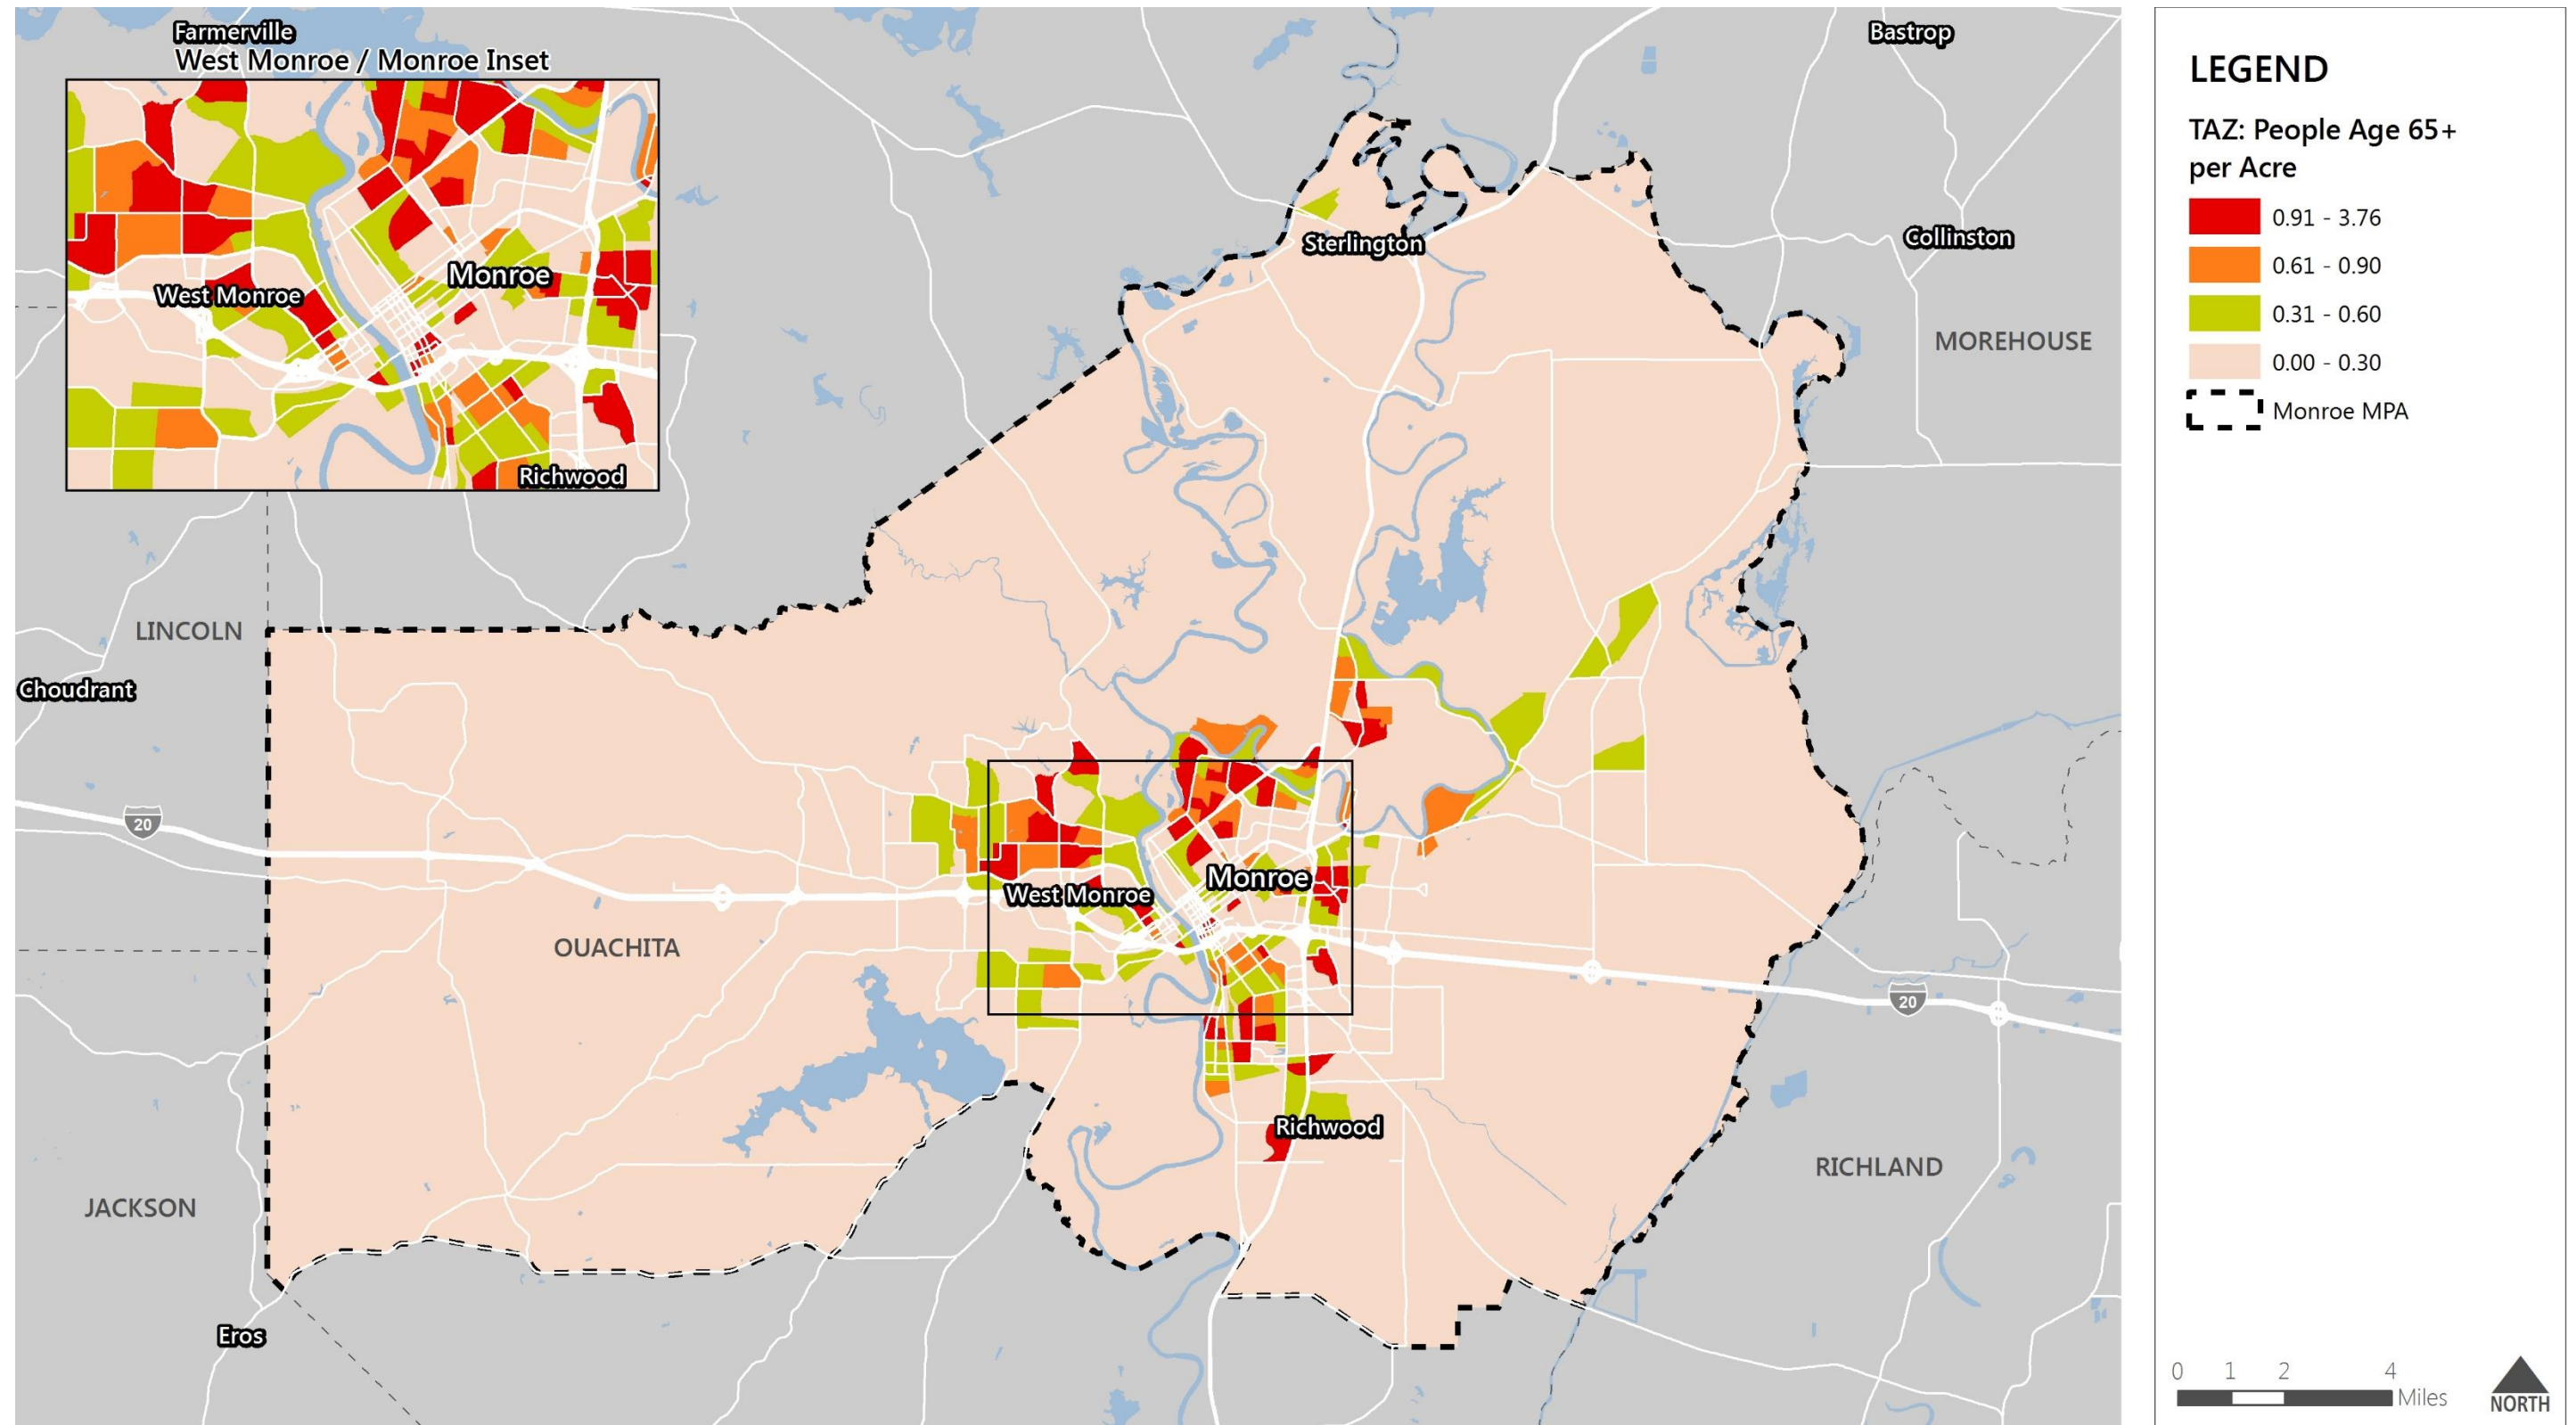 Farmerville
West Monroe / Monroe Inset
West Monroe
Monroe
Richwood
Bastrop
Sterlington
Collinston
MOREHOUSE
LINCOLN
Choudrant
20
Monroe
West Monroe
OUACHITA
20
Richwood
RICHLAND
JACKSON
Eros
LEGEND
TAZ: People Age 65+
per Acre
0.91 - 3.76
0.61 - 0.90
0.31 - 0.60
0.00 - 0.30
Monroe MPA
0 1 2 4
Miles
NORTH